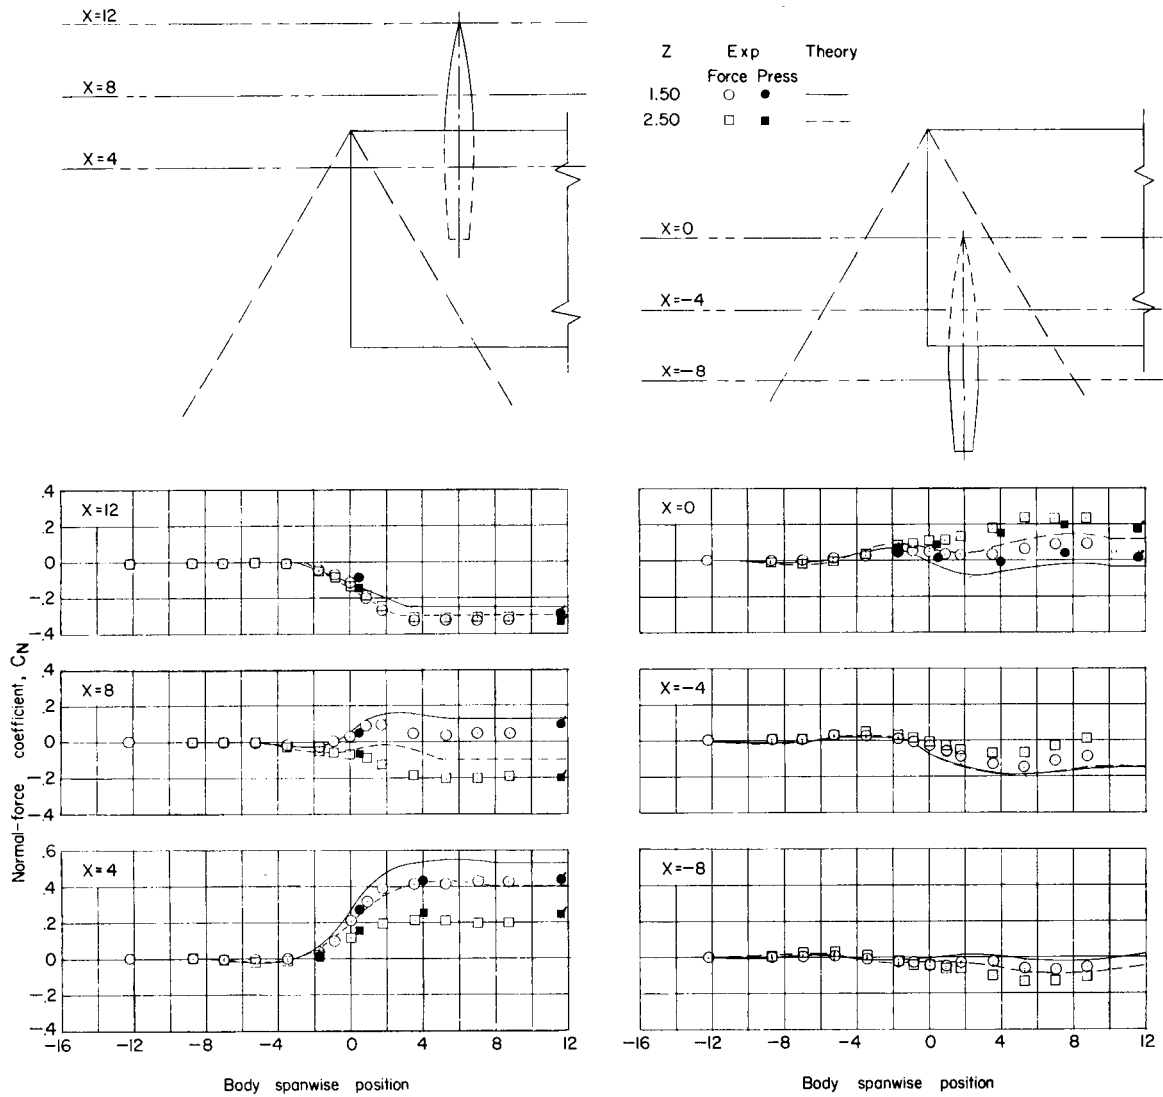 X=12
X=8
X=4
Z Exp Theory
Force Press
1.50
2.50
X=0
X=-4
X=-8
Normal-force coefficient, CN
.4
.2
0
-.2
-.4
X=12
.4
.2
0
-.2
-.4
X=8
.6
.4
.2
0
-.2
-.4
X=4
-16 -12 -8 -4 0 4 8 12
Body spanwise position
X=0
X=-4
X=-8
-16 -12 -8 -4 0 4 8 12
Body spanwise position